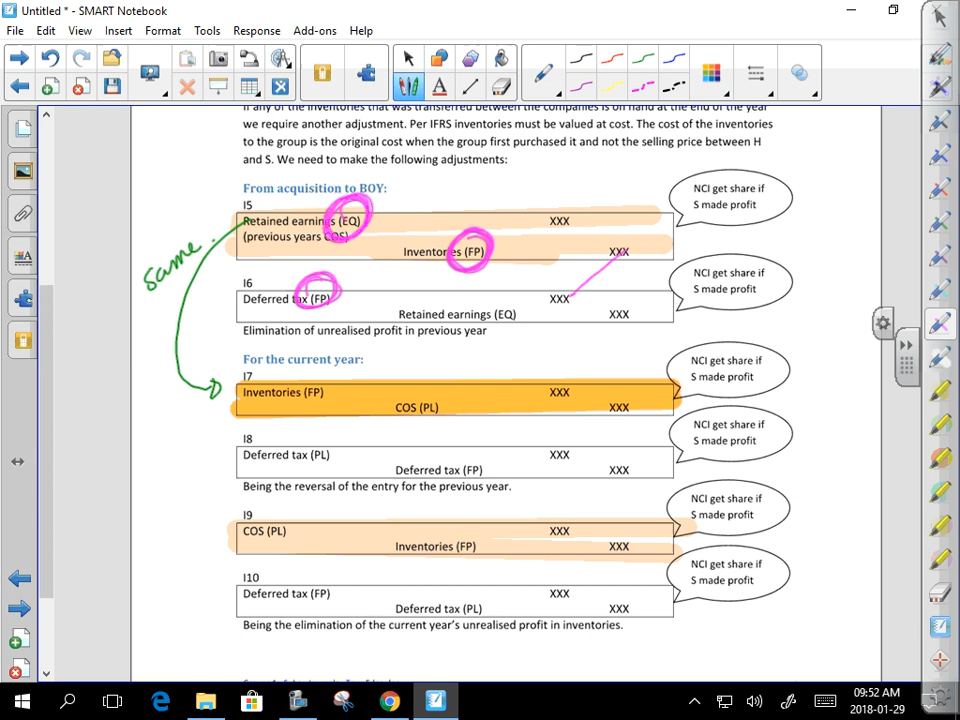 Untitled * - SMART Notebook
File Edit View Insert Format Tools Response Add-ons Help
If any of the inventories that was transferred between the companies is on hand at the end of the year
we require another adjustment. Per IFRS inventories must be valued at cost. The cost of the inventories
to the group is the original cost when the group first purchased it and not the selling price between H
and S. We need to make the following adjustments:
From acquisition to BOY:
NCI get share if
S made profit
I5
Retained earnings (EQ) XXX
(previous years COS)
Inventories (FP) XXX
same.
NCI get share if
S made profit
I6
Deferred tax (FP) XXX
Retained earnings (EQ) XXX
Elimination of unrealised profit in previous year
For the current year:
NCI get share if
S made profit
I7
Inventories (FP) XXX
COS (PL) XXX
NCI get share if
S made profit
I8
Deferred tax (PL) XXX
Deferred tax (FP) XXX
Being the reversal of the entry for the previous year.
NCI get share if
S made profit
I9
COS (PL) XXX
Inventories (FP) XXX
NCI get share if
S made profit
I10
Deferred tax (FP) XXX
Deferred tax (PL) XXX
Being the elimination of the current year's unrealised profit in inventories.
09:52 AM
2018-01-29